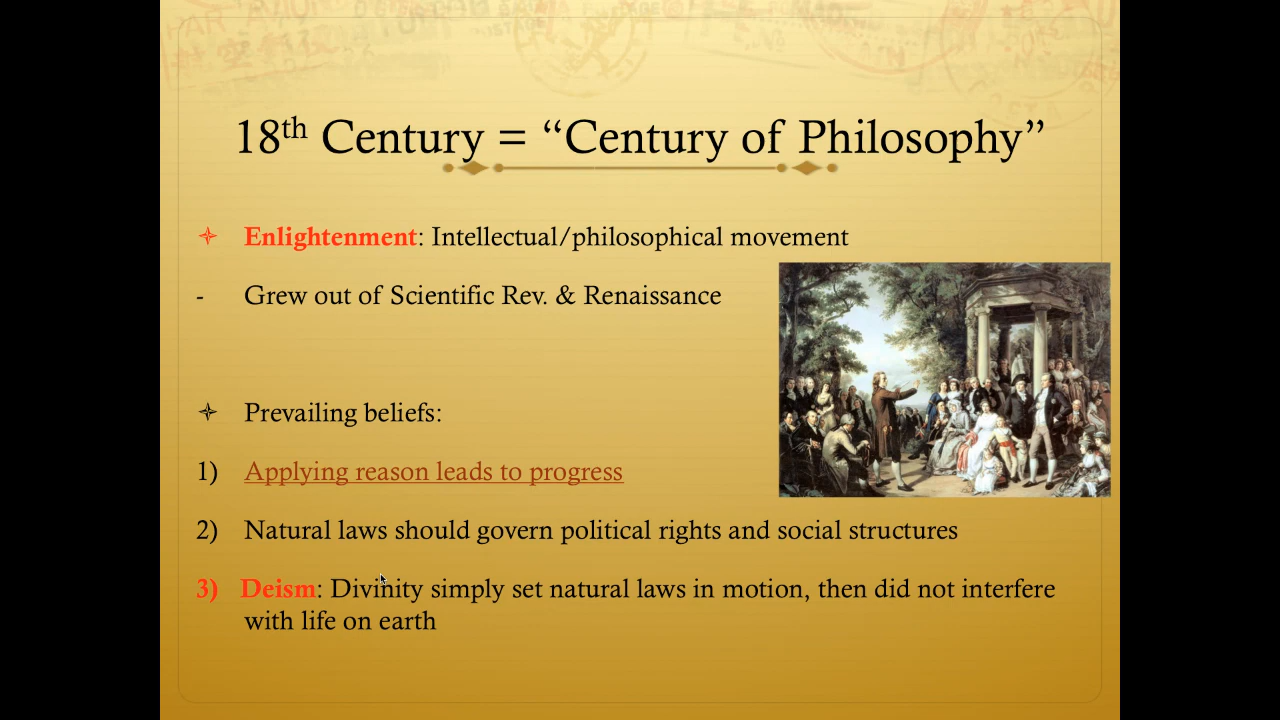 18th Century = “Century of Philosophy”
Enlightenment: Intellectual/philosophical movement
- Grew out of Scientific Rev. & Renaissance
Prevailing beliefs:
1) Applying reason leads to progress
2) Natural laws should govern political rights and social structures
3) Deism: Divinity simply set natural laws in motion, then did not interfere
with life on earth